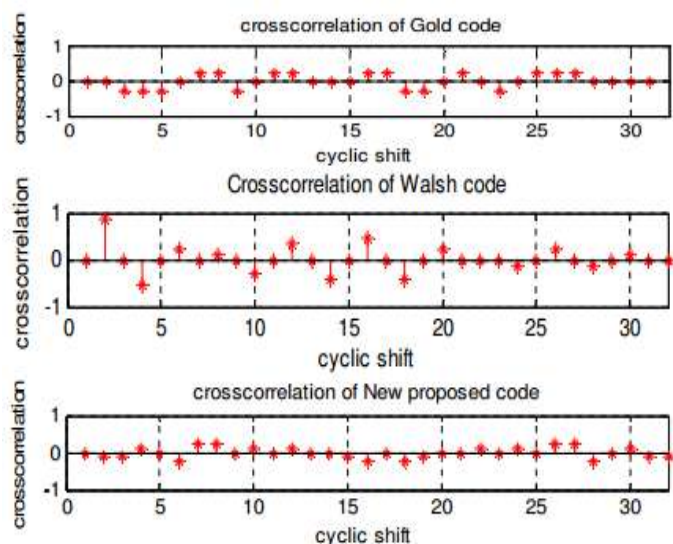 crosscorrelation of Gold code
crosscorrelation
1
0
-1
0 5 10 15 20 25 30
cyclic shift
Crosscorrelation of Walsh code
crosscorrelation
1
0
-1
0 5 10 15 20 25 30
cyclic shift
crosscorrelation of New proposed code
crosscorrelation
1
0
-1
0 5 10 15 20 25 30
cyclic shift